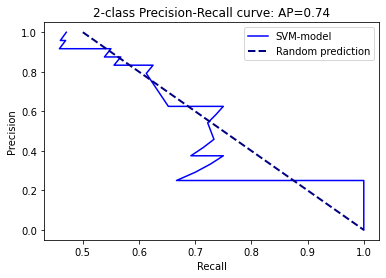 2-class Precision-Recall curve: AP=0.74
SVM-model
Random prediction
Precision
1.0
0.8
0.6
0.4
0.2
0.0
0.5
0.6
0.7
0.8
0.9
1.0
Recall